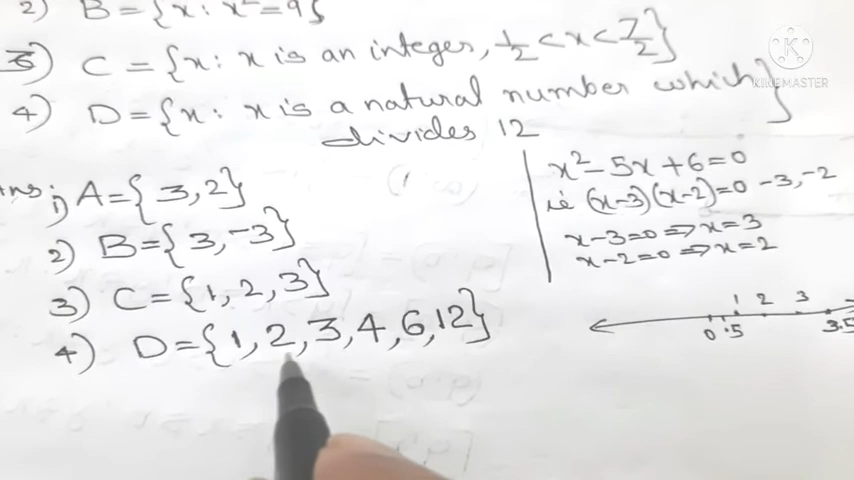 2) B = {x : x² = 9}
3) C = {x : x is an integer, 1/2 < x < 7/2}
4) D = {x : x is a natural number which divides 12}
KINEMASTER
Ans: 1) A = {3, 2}
2) B = {3, -3}
3) C = {1, 2, 3}
4) D = {1, 2, 3, 4, 6, 12}
x² - 5x + 6 = 0
ie (x-3)(x-2) = 0 -3, -2
x-3=0 ⇒ x=3
x-2=0 ⇒ x=2
1 2 3
0 .5 3.5